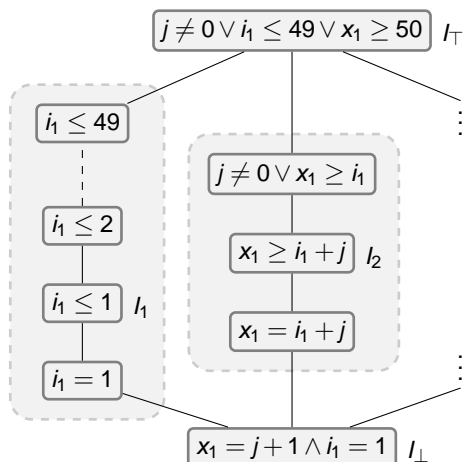 j ≠ 0 ∨ i₁ ≤ 49 ∨ x₁ ≥ 50 I⊤
i₁ ≤ 49
⋮
j ≠ 0 ∨ x₁ ≥ i₁
i₁ ≤ 2
x₁ ≥ i₁ + j I₂
i₁ ≤ 1 I₁
x₁ = i₁ + j
i₁ = 1
⋮
x₁ = j + 1 ∧ i₁ = 1 I⊥